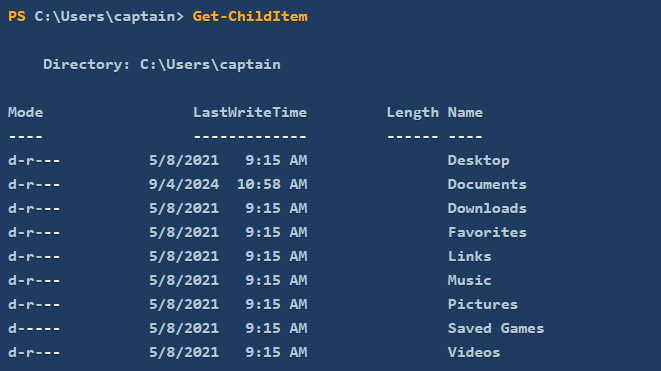 PS C:\Users\captain> Get-ChildItem
Directory: C:\Users\captain
Mode LastWriteTime Length Name
---- ------------- ------ ----
d-r--- 5/8/2021 9:15 AM Desktop
d-r--- 9/4/2024 10:58 AM Documents
d-r--- 5/8/2021 9:15 AM Downloads
d-r--- 5/8/2021 9:15 AM Favorites
d-r--- 5/8/2021 9:15 AM Links
d-r--- 5/8/2021 9:15 AM Music
d-r--- 5/8/2021 9:15 AM Pictures
d----- 5/8/2021 9:15 AM Saved Games
d-r--- 5/8/2021 9:15 AM Videos